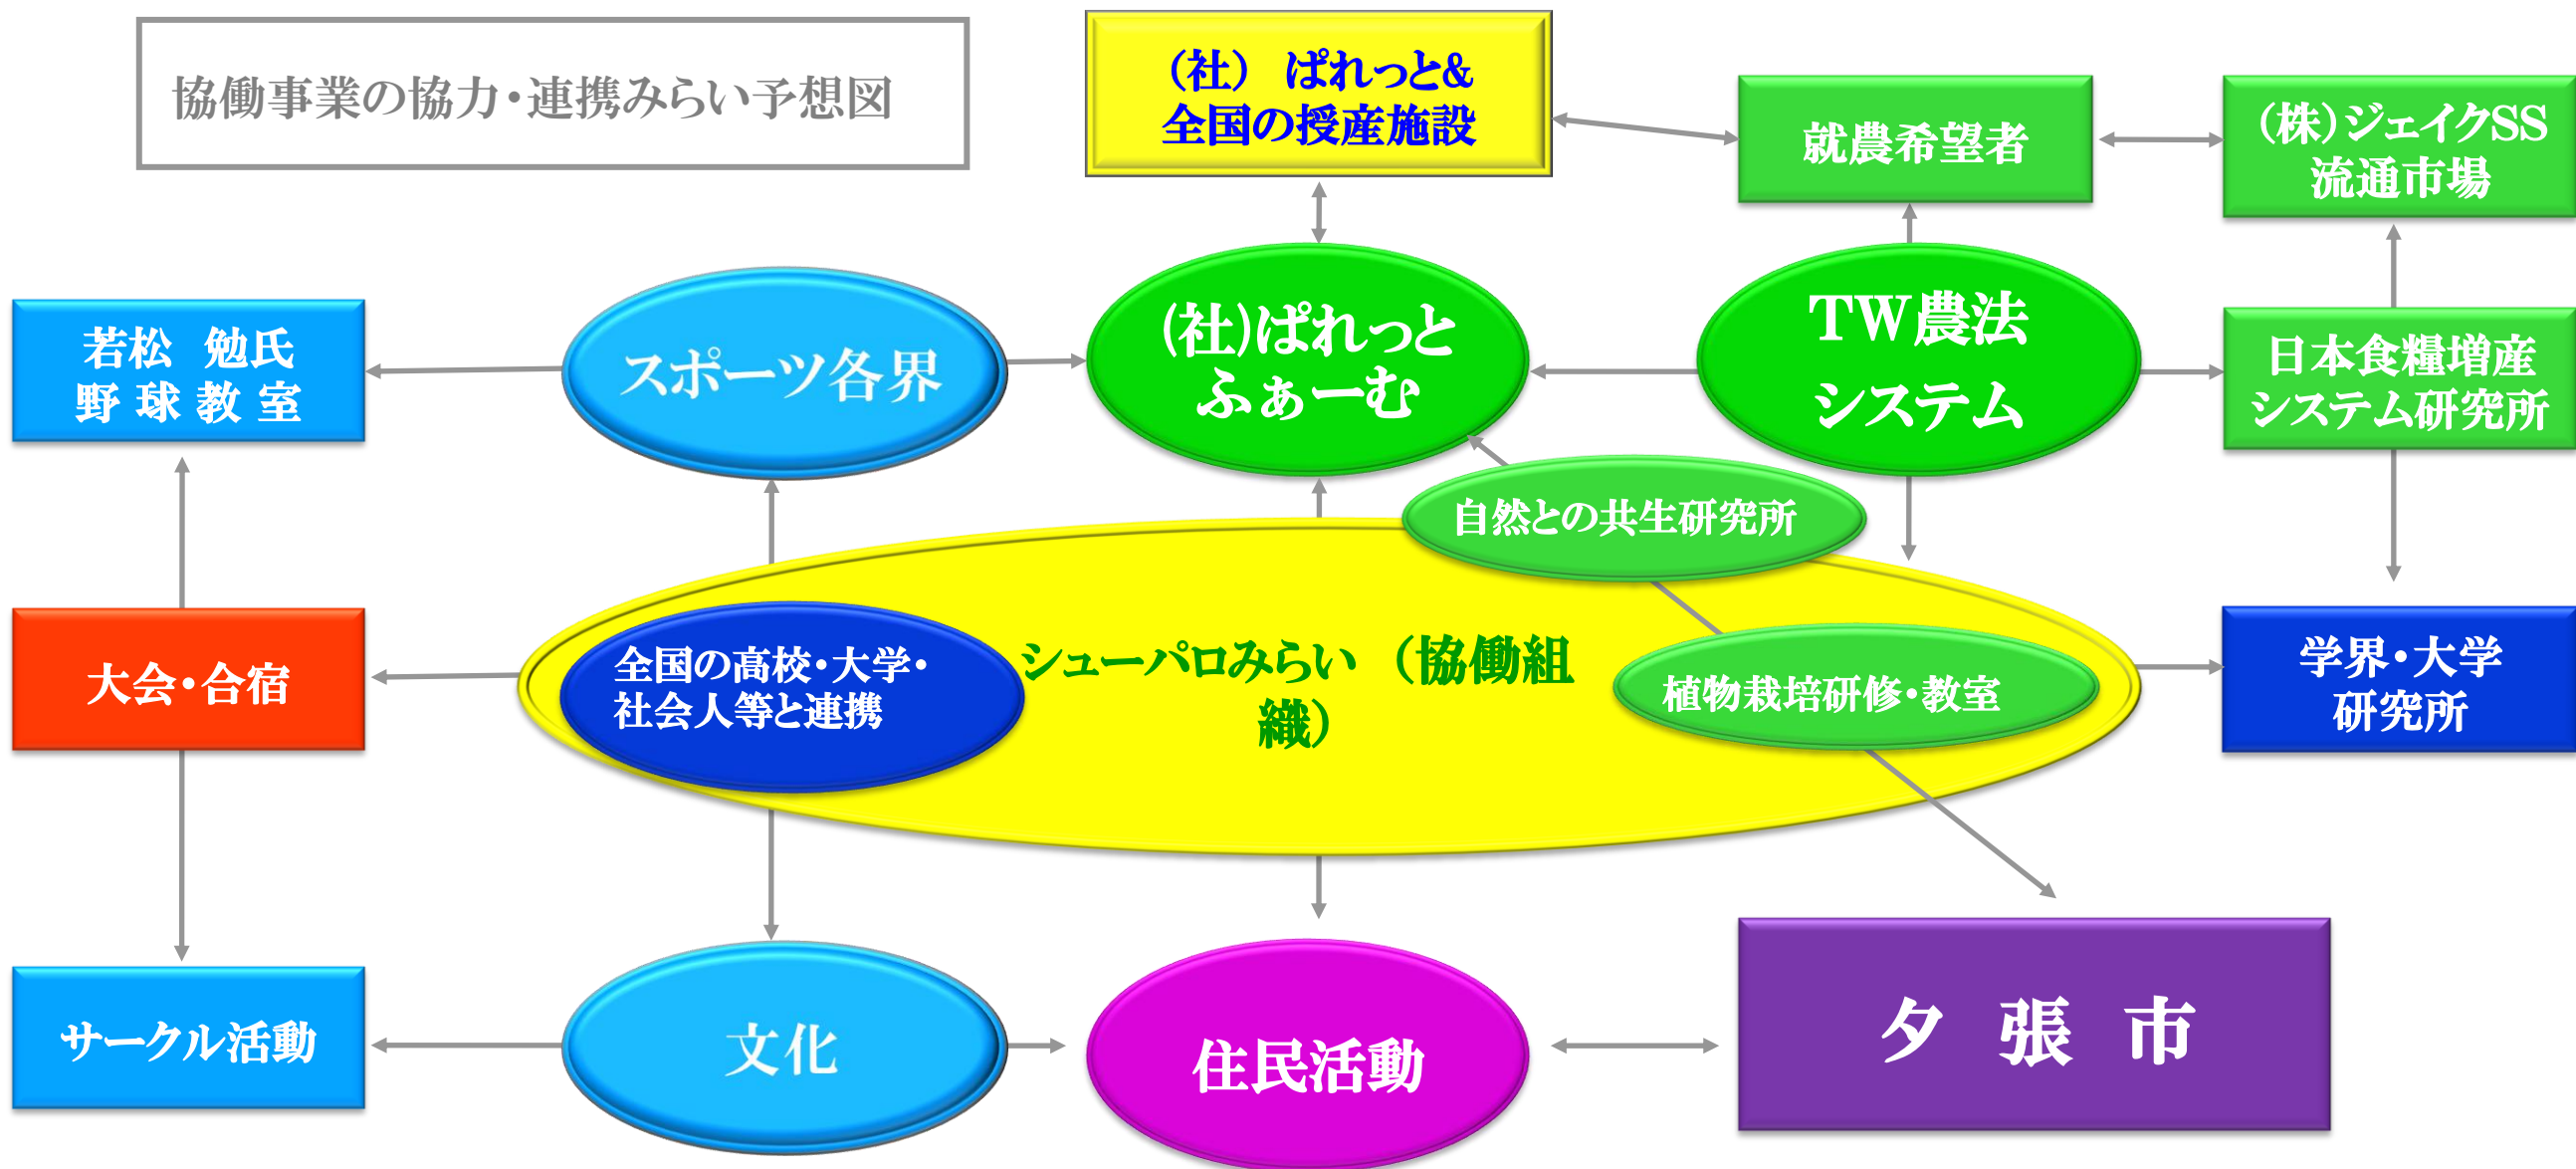 協働事業の協力・連携みらい予想図
（社） ぱれっと&
全国の授産施設
就農希望者
（株）ジェイクSS
流通市場
若松 勉氏
野 球 教 室
スポーツ各界
(社)ぱれっと
ふぁーむ
TW農法
システム
日本食糧増産
システム研究所
自然との共生研究所
大会・合宿
全国の高校・大学・
社会人等と連携
シューパロみらい （協働組
織）
植物栽培研修・教室
学界・大学
研究所
サークル活動
文化
住民活動
夕 張 市